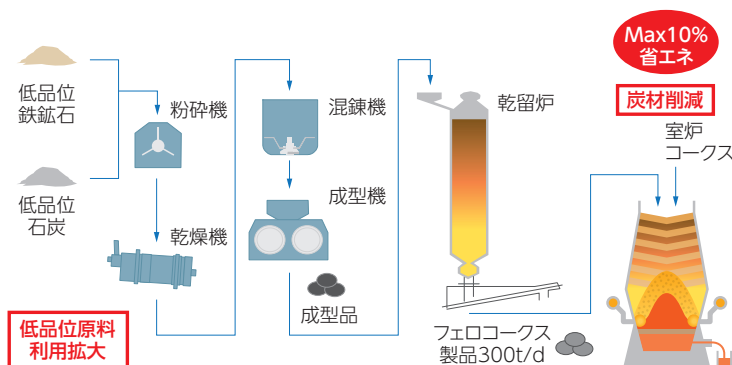 低品位
鉄鉱石
低品位
石炭
粉砕機
乾燥機
低品位原料
利用拡大
混錬機
成型機
成型品
乾留炉
フェロコークス
製品300t/d
Max10%
省エネ
炭材削減
室炉
コークス